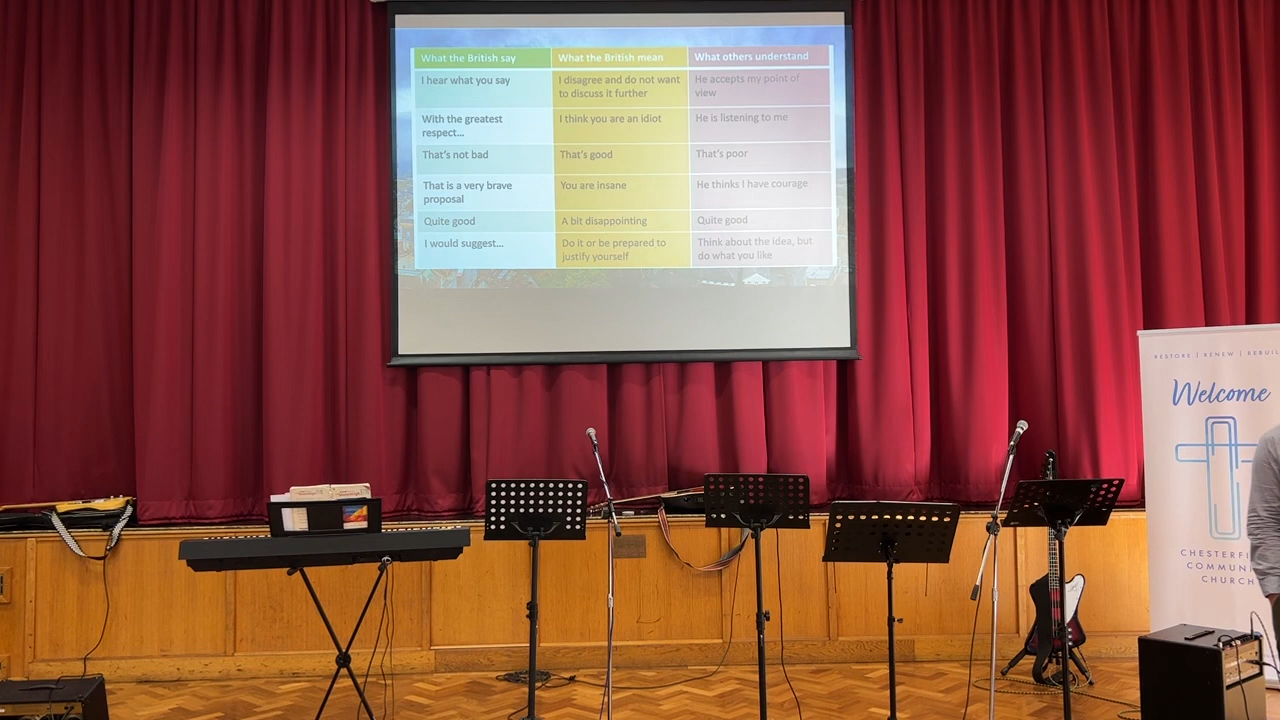 What the British say
What the British mean
What others understand
I hear what you say
I disagree and do not want
to discuss it further
He accepts my point of
view
With the greatest
respect...
I think you are an idiot
He is listening to me
That's not bad
That's good
That's poor
That is a very brave
proposal
You are insane
He thinks I have courage
Quite good
A bit disappointing
Quite good
I would suggest...
Do it or be prepared to
justify yourself
Think about the idea, but
do what you like
RESTORE | RENEW | REBUIL
Welcome
CHESTERFI
COMMUNI
CHURC